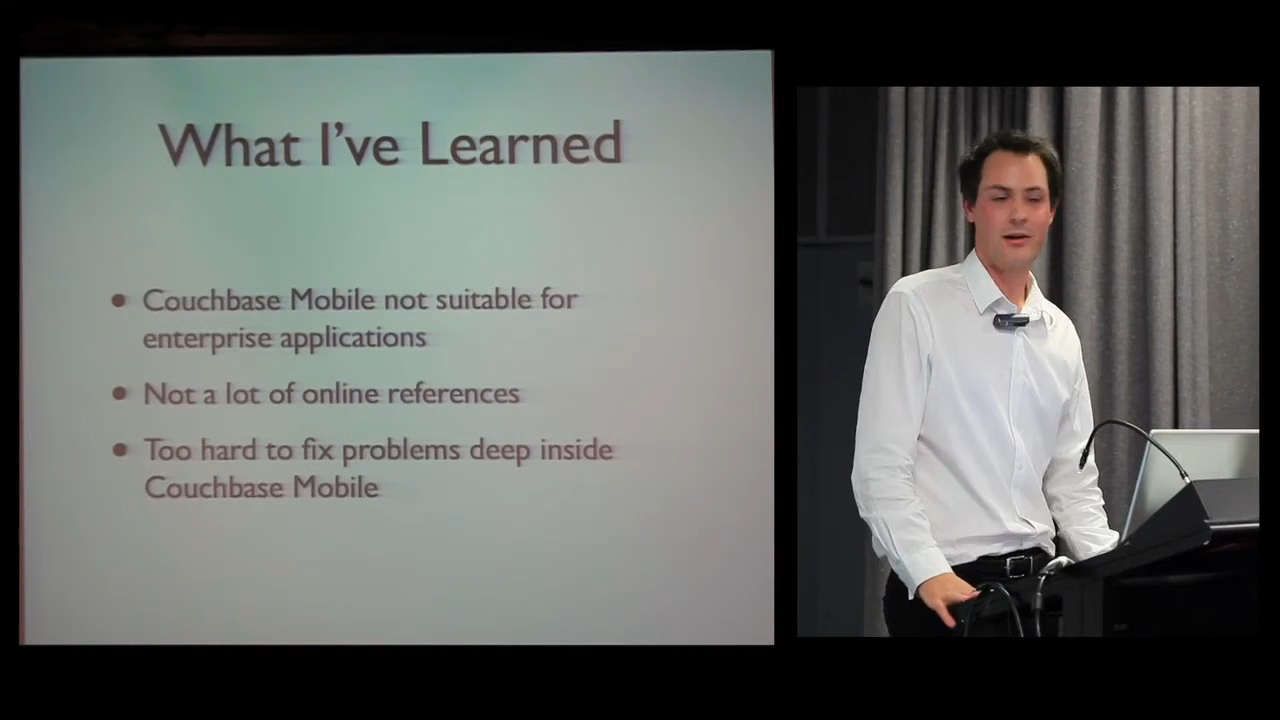 What I've Learned
• Couchbase Mobile not suitable for
enterprise applications
• Not a lot of online references
• Too hard to fix problems deep inside
Couchbase Mobile